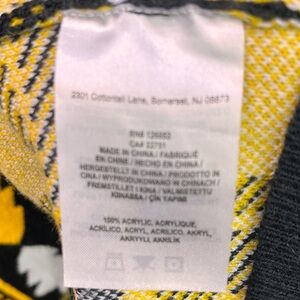 2301 Cottontail Lane, Somerset, NJ 08873
RN# 126602
CA# 22751
MADE IN CHINA / FABRIQUÉ
EN CHINE / HECHO EN CHINA /
HERGESTELLT IN CHINA / PRODOTTO IN
CINA / WYPRODUKOWANO W CHINACH /
FREMSTILLET I KINA / VALMISTETTU
KIINASSA / ÇİN YAPIMI
100% ACRYLIC, ACRYLIQUE,
ACRÍLICO, ACRYL, ACRILICO, AKRYL,
AKRYYLI, AKRİLİK